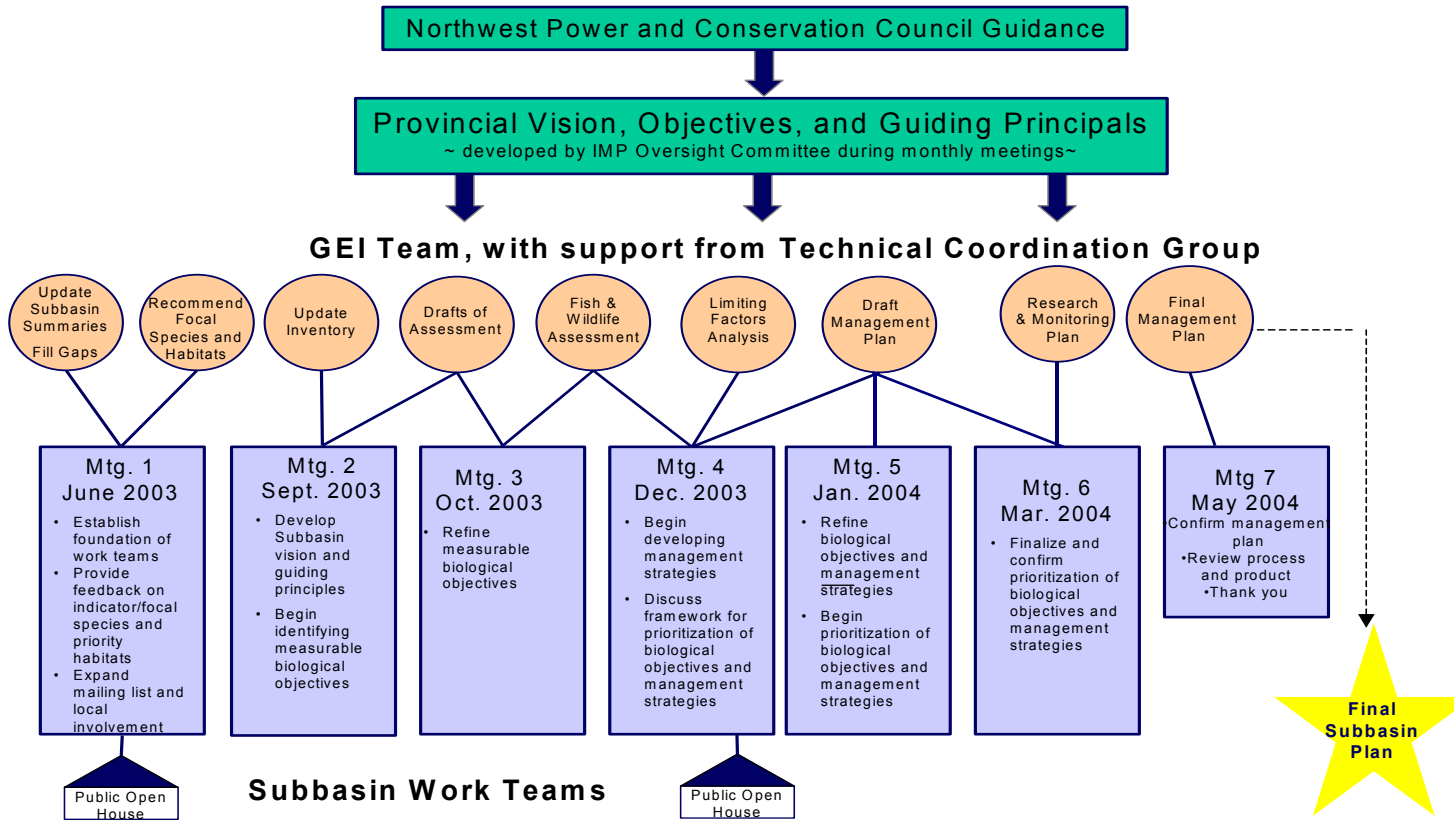 Northwest Power and Conservation Council Guidance
Provincial Vision, Objectives, and Guiding Principals
~ developed by IMP Oversight Committee during monthly meetings~
GEI Team, with support from Technical Coordination Group
Update
Subbasin
Summaries
Fill Gaps
Recommend
Focal
Species and
Habitats
Update
Inventory
Drafts of
Assessment
Fish &
Wildlife
Assessment
Limiting
Factors
Analysis
Draft
Management
Plan
Research
& Monitoring
Plan
Final
Management
Plan
Mtg. 1
June 2003
• Establish
foundation of
work teams
• Provide
feedback on
indicator/focal
species and
priority
habitats
• Expand
mailing list and
local
involvement
Mtg. 2
Sept. 2003
• Develop
Subbasin
vision and
guiding
principles
• Begin
identifying
measurable
biological
objectives
Mtg. 3
Oct. 2003
• Refine
measurable
biological
objectives
Mtg. 4
Dec. 2003
• Begin
developing
management
strategies
• Discuss
framework for
prioritization of
biological
objectives and
management
strategies
Mtg. 5
Jan. 2004
• Refine
biological
objectives and
management
strategies
• Begin
prioritization of
biological
objectives and
management
strategies
Mtg. 6
Mar. 2004
• Finalize and
confirm
prioritization of
biological
objectives and
management
strategies
Mtg 7
May 2004
•Confirm management
plan
•Review process
and product
•Thank you
Final
Subbasin
Plan
Public Open
House
Subbasin Work Teams
Public Open
House